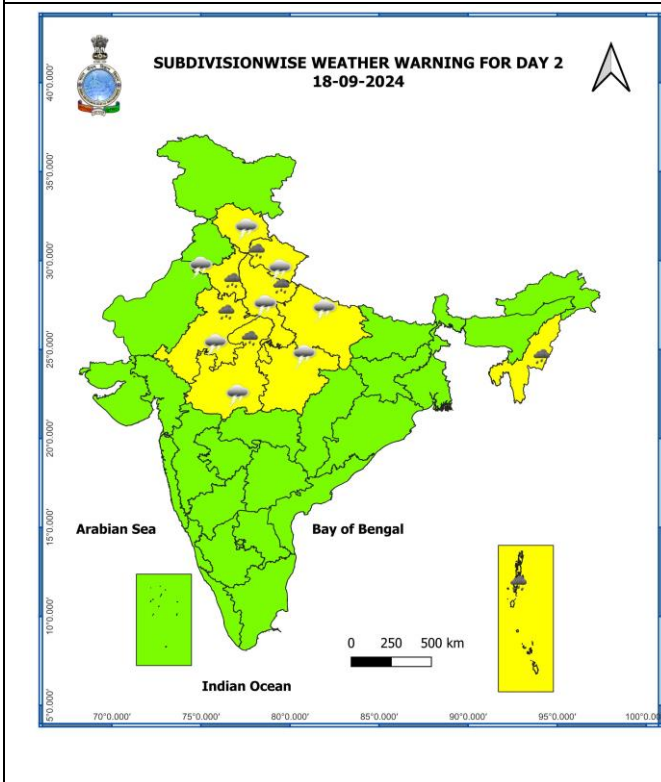 SUBDIVISIONWISE WEATHER WARNING FOR DAY 2
18-09-2024
40°0.000'
35°0.000'
30°0.000'
25°0.000'
20°0.000'
15°0.000'
10°0.000'
5°0.000'
Arabian Sea
Bay of Bengal
0 250 500 km
Indian Ocean
70°0.000' 75°0.000' 80°0.000' 85°0.000' 90°0.000' 95°0.000' 100°0.00